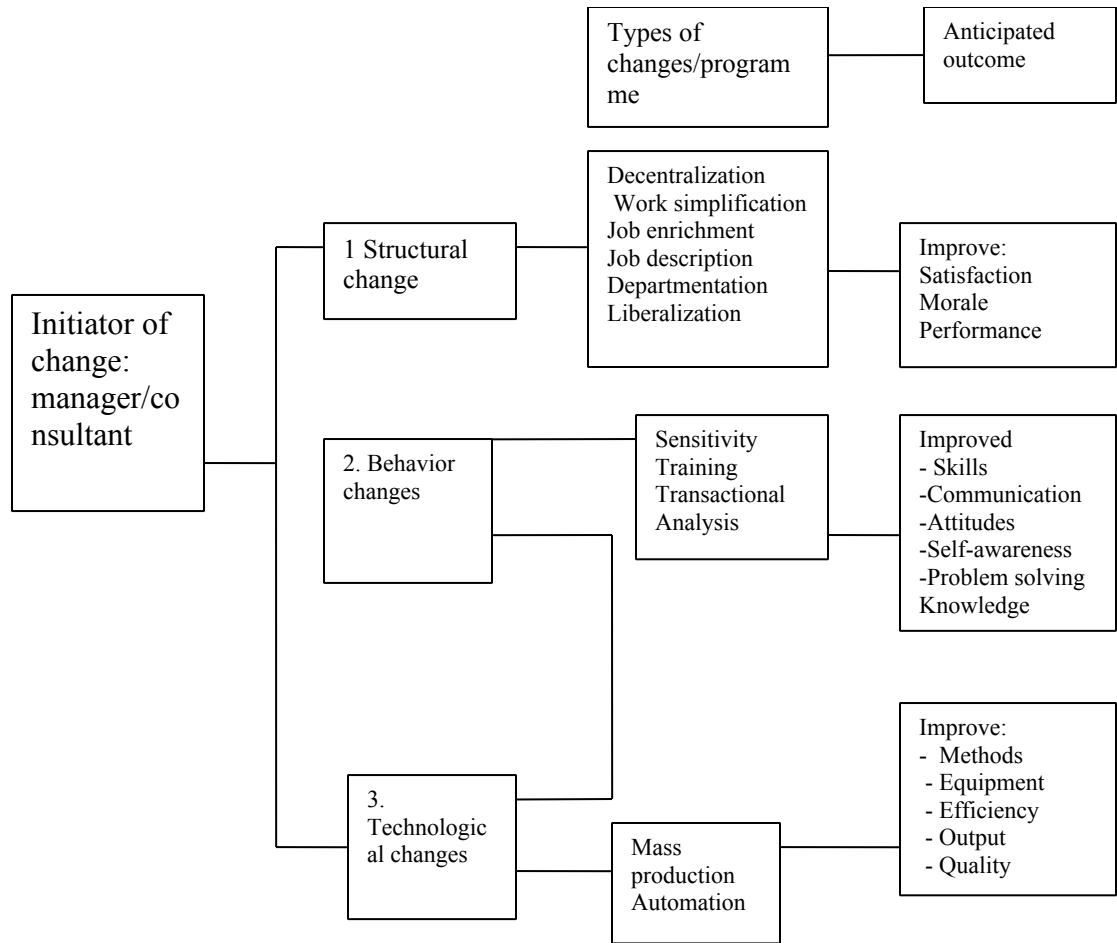 Types of
changes/programm
me
Anticipated
outcome
Decentralization
Work simplification
Job enrichment
Job description
Departmentation
Liberalization
1 Structural
change
Improve:
Satisfaction
Morale
Performance
Initiator of
change:
manager/co
nsultant
2. Behavior
changes
Sensitivity
Training
Transactional
Analysis
Improved
- Skills
-Communication
-Attitudes
-Self-awareness
-Problem solving
Knowledge
3.
Technologic
al changes
Mass
production
Automation
Improve:
- Methods
- Equipment
- Efficiency
- Output
- Quality